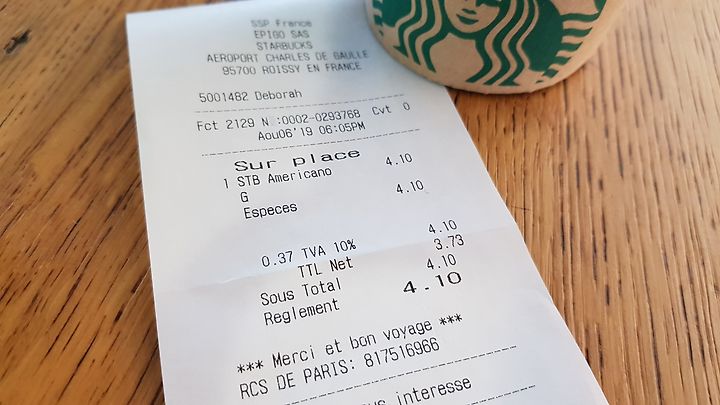 SSP France
EPIGO SAS
STARBUCKS
AEROPORT CHARLES DE GAULLE
95700 ROISSY EN FRANCE
5001482 Deborah
Fct 2129 N :0002-0293768 Cvt 0
Aou06'19 06:05PM
Sur place
1 STB Americano 4.10
G
Especes 4.10
0.37 TVA 10% 4.10
TTL Net 3.73
Sous Total 4.10
Reglement 4.10
*** Merci et bon voyage ***
RCS DE PARIS: 817516966
interesse